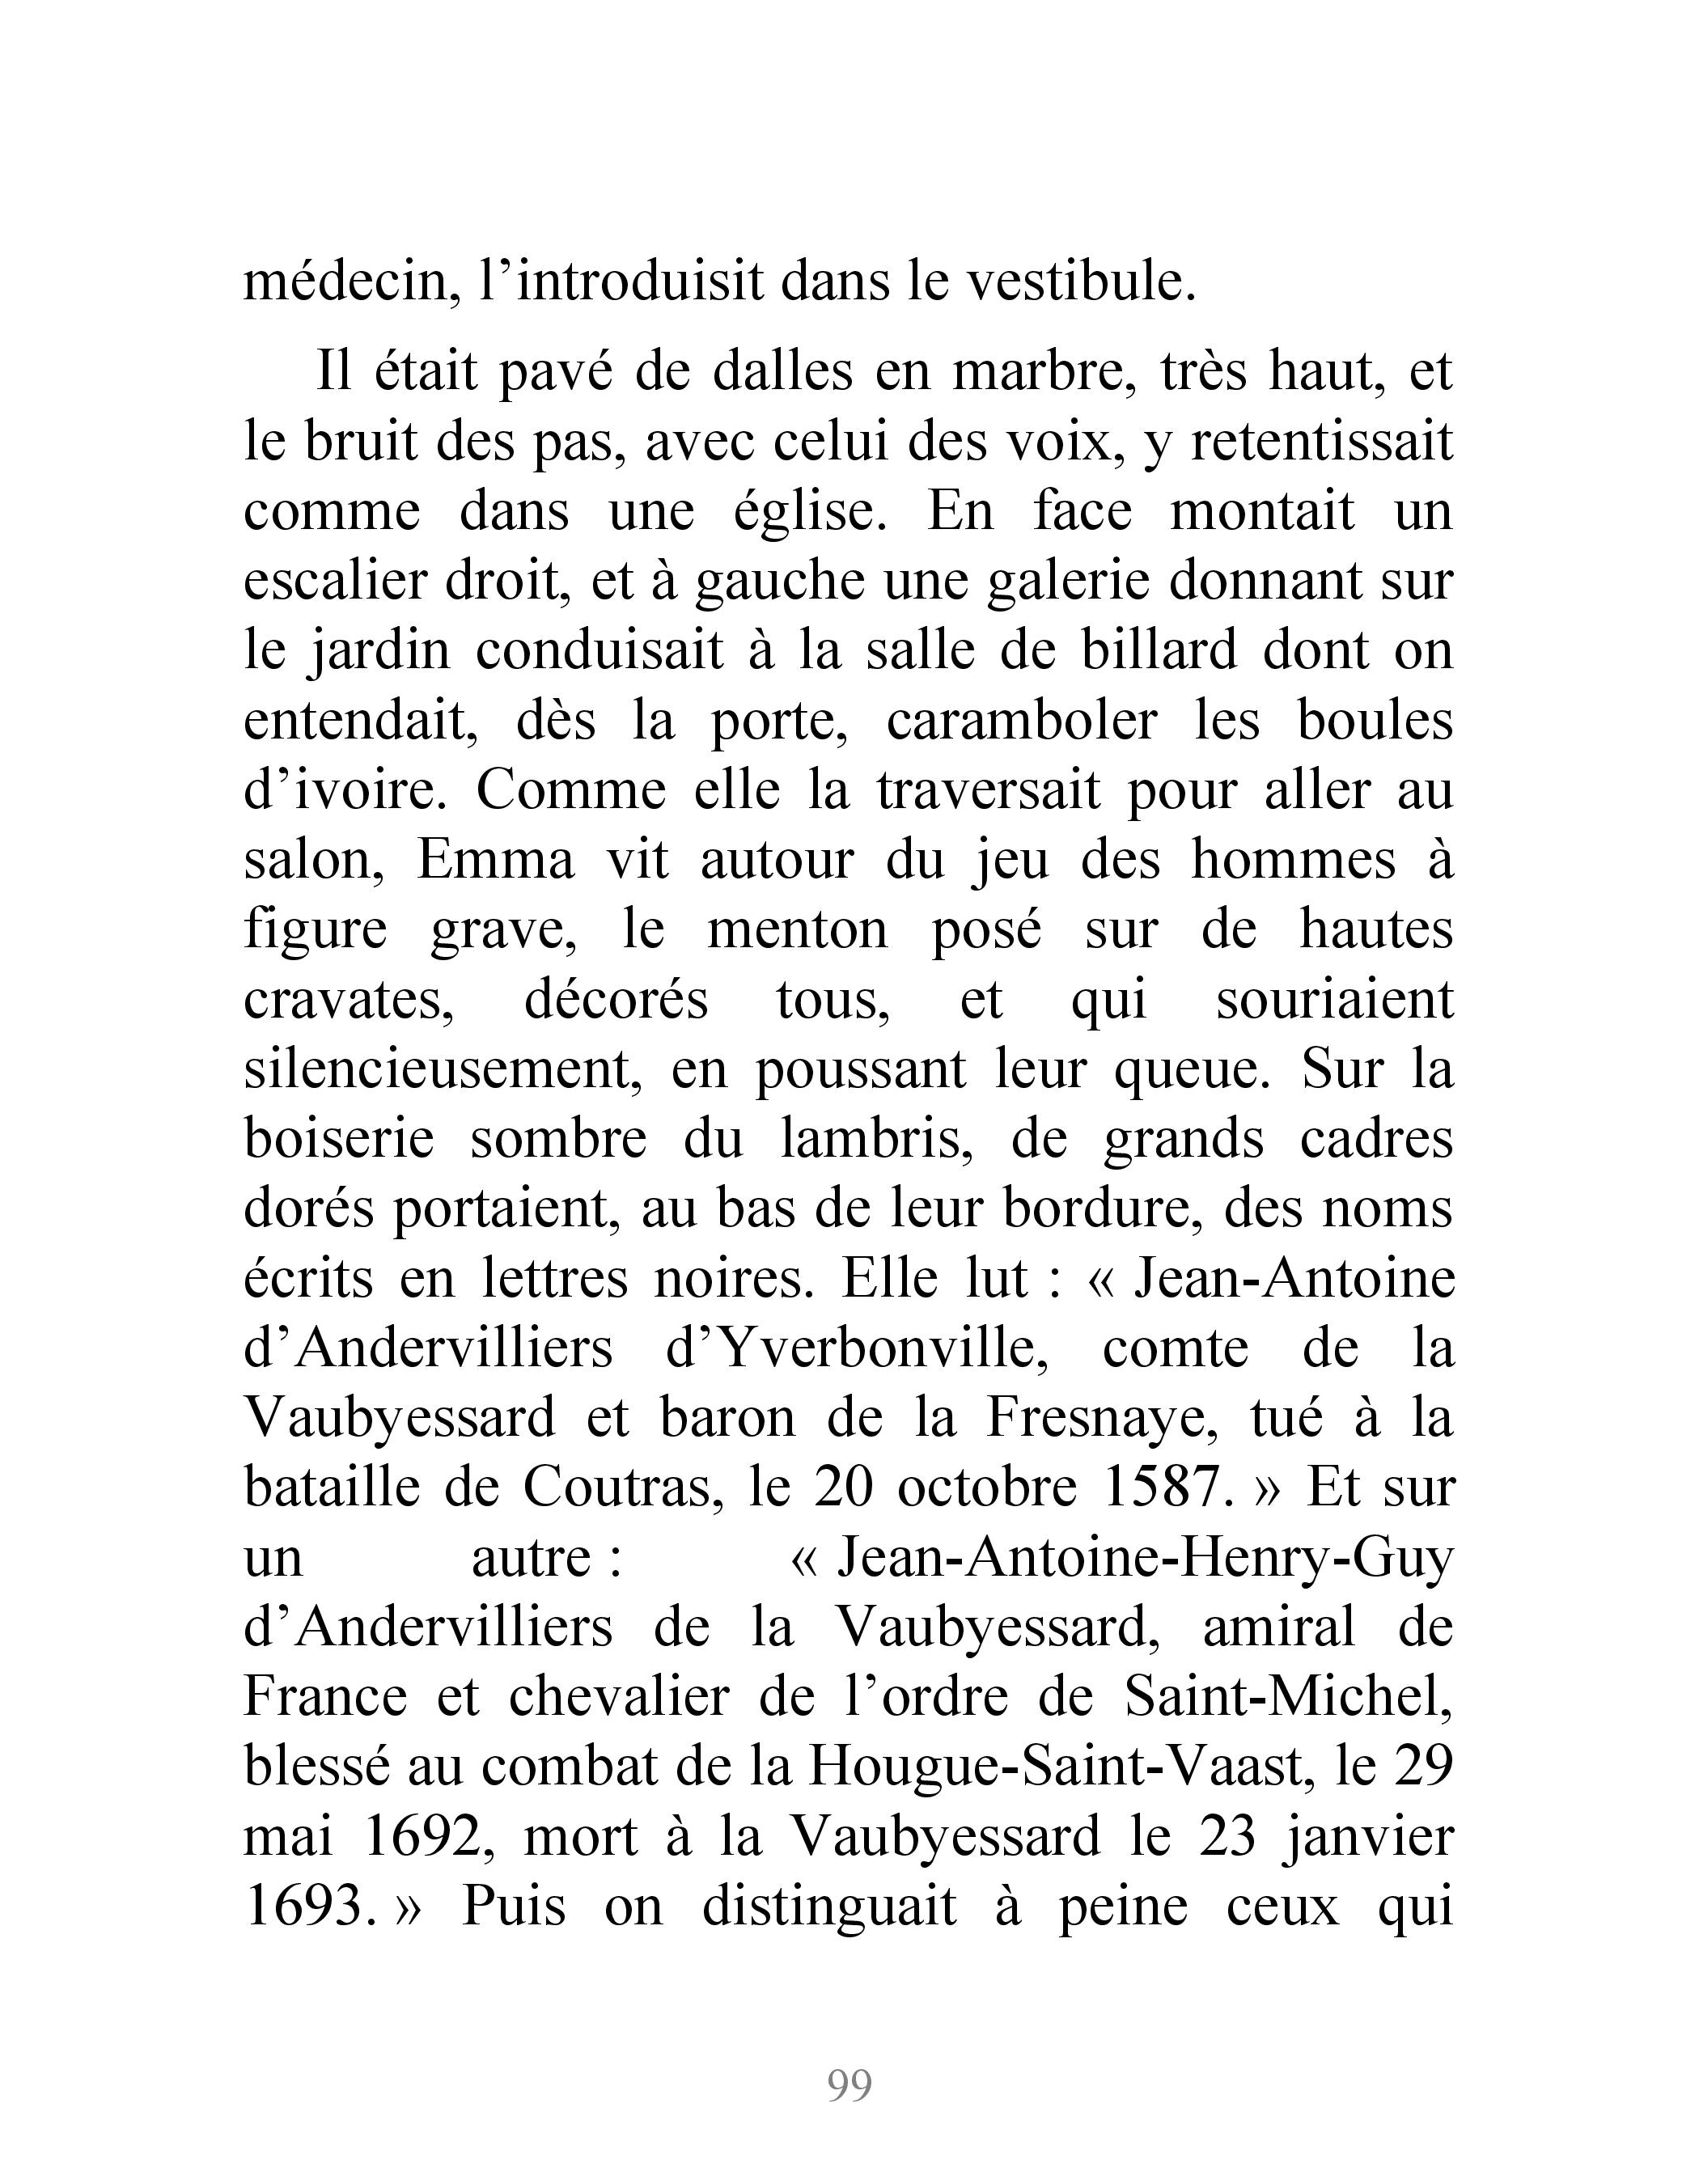 médecin, l’introduisit dans le vestibule.
Il était pavé de dalles en marbre, très haut, et
le bruit des pas, avec celui des voix, y retentissait
comme dans une église. En face montait un
escalier droit, et à gauche une galerie donnant sur
le jardin conduisait à la salle de billard dont on
entendait, dès la porte, caramboler les boules
d’ivoire. Comme elle la traversait pour aller au
salon, Emma vit autour du jeu des hommes à
figure grave, le menton posé sur de hautes
cravates, décorés tous, et qui souriaient
silencieusement, en poussant leur queue. Sur la
boiserie sombre du lambris, de grands cadres
dorés portaient, au bas de leur bordure, des noms
écrits en lettres noires. Elle lut : « Jean-Antoine
d’Andervilliers d’Yverbonville, comte de la
Vaubyessard et baron de la Fresnaye, tué à la
bataille de Coutras, le 20 octobre 1587. » Et sur
un autre : « Jean-Antoine-Henry-Guy
d’Andervilliers de la Vaubyessard, amiral de
France et chevalier de l’ordre de Saint-Michel,
blessé au combat de la Hougue-Saint-Vaast, le 29
mai 1692, mort à la Vaubyessard le 23 janvier
1693. » Puis on distinguait à peine ceux qui
99